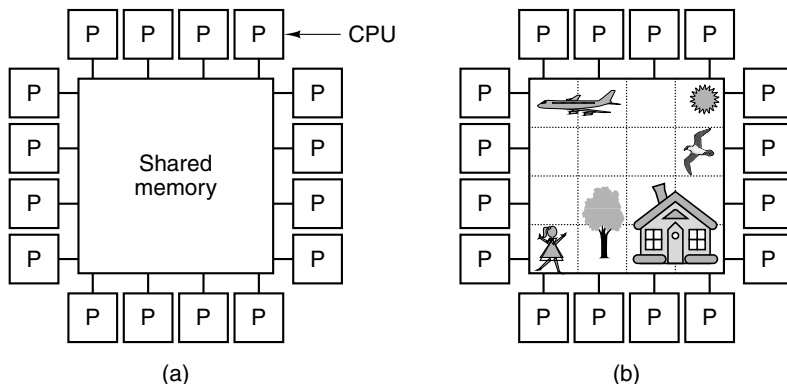 P P P P CPU P P P P
P P P P
P Shared P P P
P memory P P P
P P P P
P P P P P P P P
(a) (b)